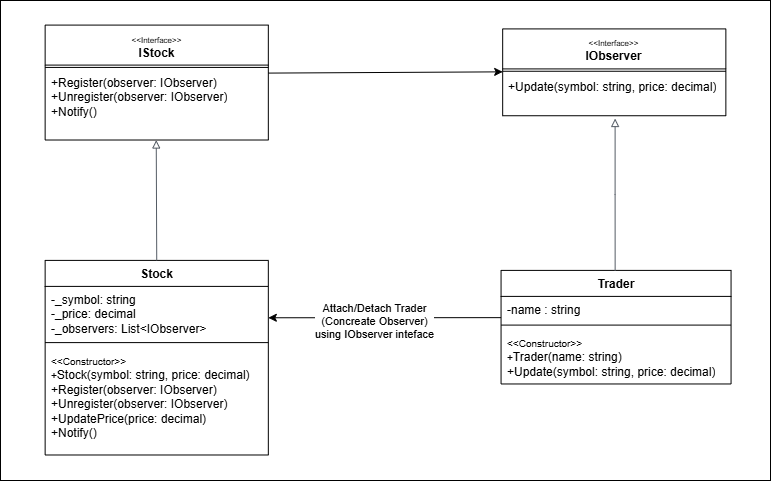 <<Interface>>
IStock
+Register(observer: IObserver)
+Unregister(observer: IObserver)
+Notify()
<<Interface>>
IObserver
+Update(symbol: string, price: decimal)
Stock
-_symbol: string
-_price: decimal
-_observers: List<IObserver>
<<Constructor>>
+Stock(symbol: string, price: decimal)
+Register(observer: IObserver)
+Unregister(observer: IObserver)
+UpdatePrice(price: decimal)
+Notify()
Attach/Detach Trader
(Concreate Observer)
using IObserver inteface
Trader
-name : string
<<Constructor>>
+Trader(name: string)
+Update(symbol: string, price: decimal)